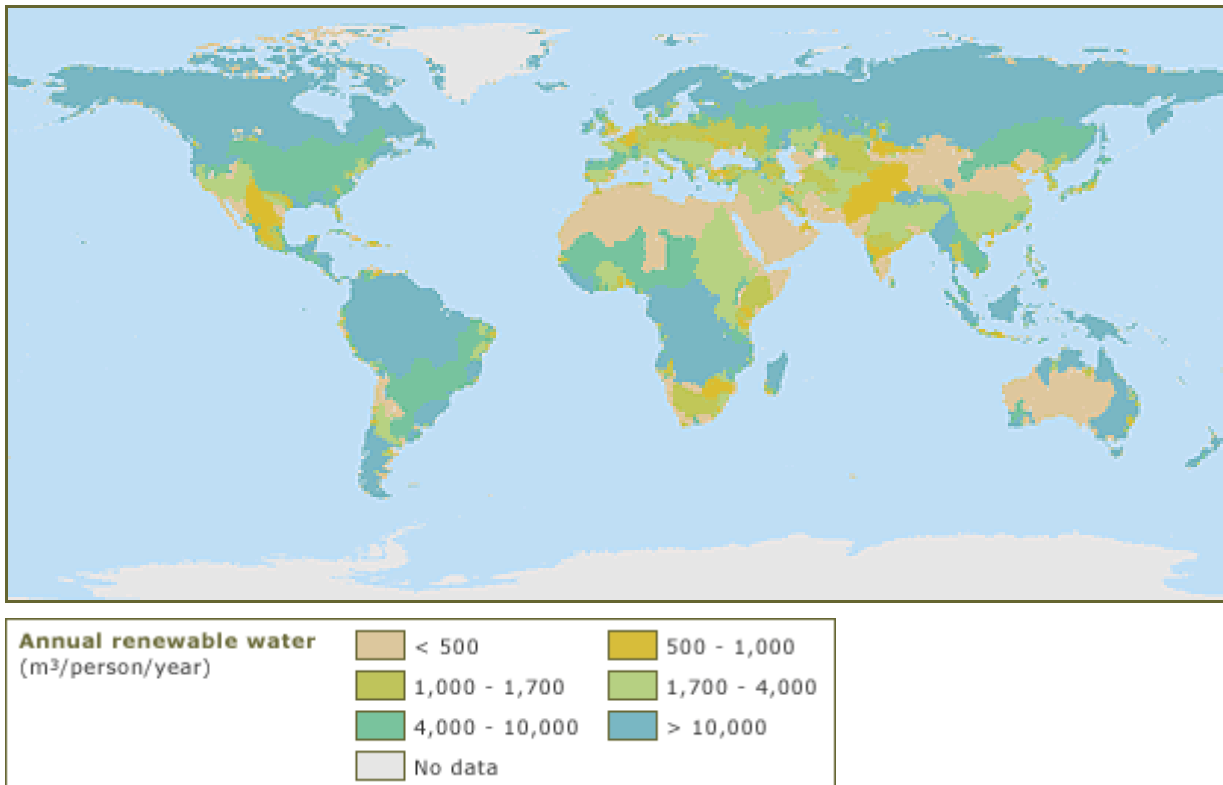 Annual renewable water
(m³/person/year)
< 500
500 - 1,000
1,000 - 1,700
1,700 - 4,000
4,000 - 10,000
> 10,000
No data